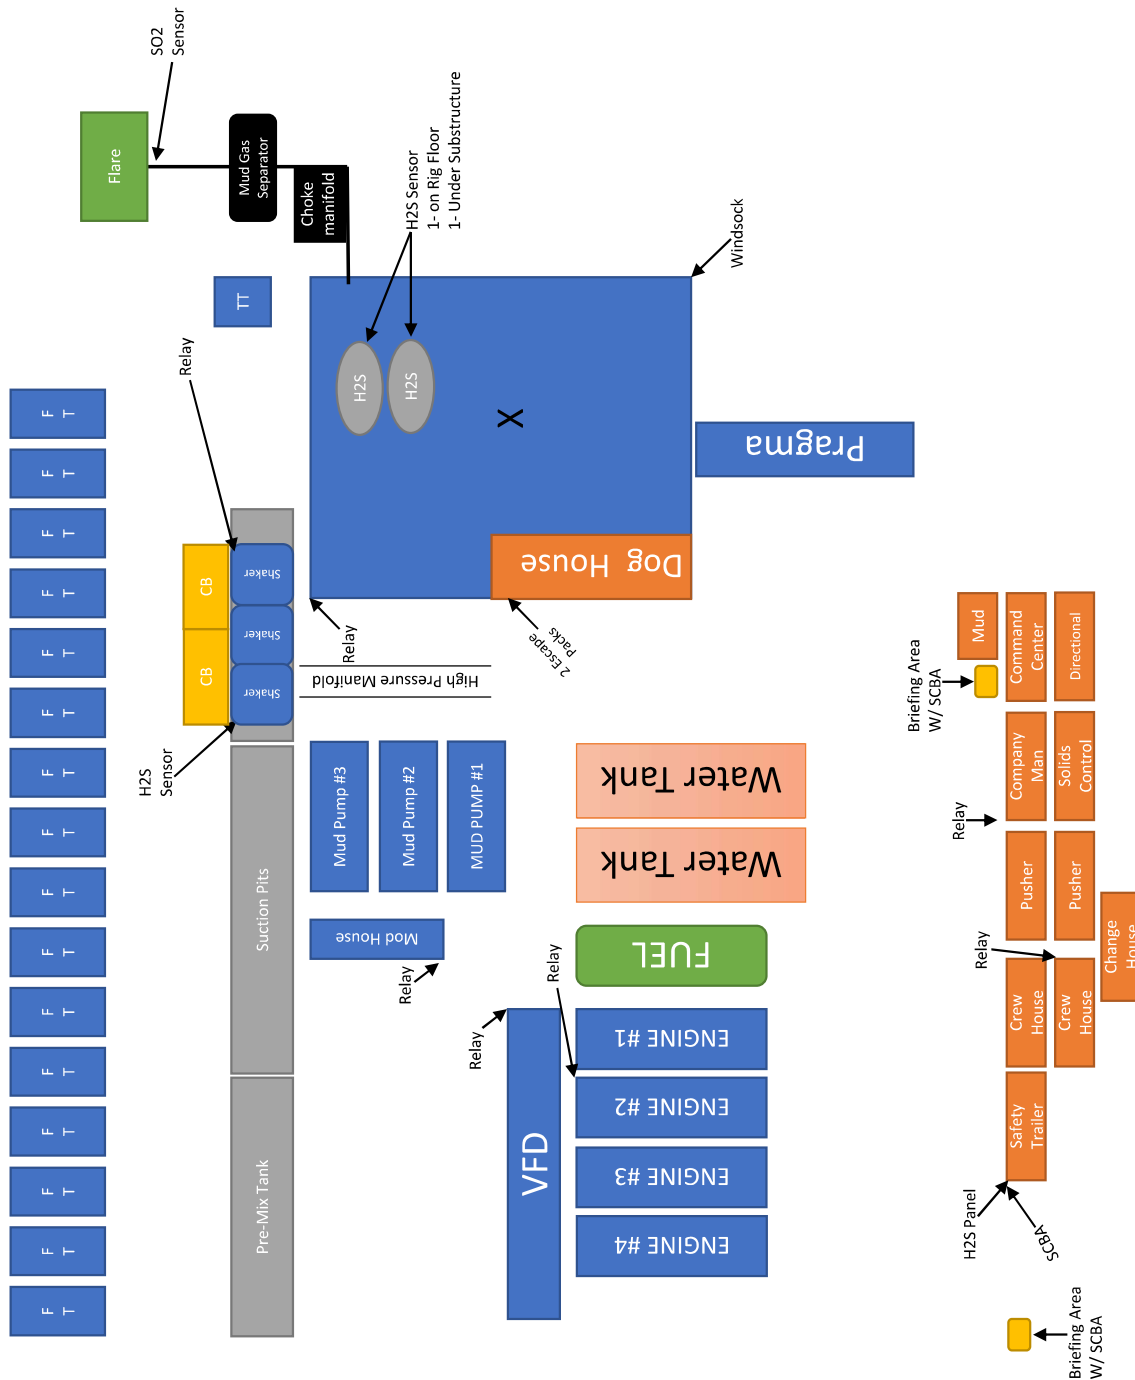 F
T
F
T
F
T
F
T
F
T
F
T
F
T
F
T
F
T
F
T
F
T
F
T
F
T
F
T
F
T
F
T
Flare
SO2
Sensor
H2S
Sensor
CB
CB
Relay
TT
Mud Gas
Separator
Pre-Mix Tank
Suction Pits
Shaker
Shaker
Shaker
Choke
manifold
High Pressure Manifold
Relay
Mod House
Relay
Mud Pump #3
Mud Pump #2
MUD PUMP #1
H2S
H2S
H2S Sensor
1- on Rig Floor
1- Under Substructure
X
2 Escape
Packs
Dog House
Windsock
Pragma
Relay
VFD
Relay
ENGINE #4
ENGINE #3
ENGINE #2
ENGINE #1
FUEL
Water Tank
Water Tank
Briefing Area
W/ SCBA
Mud
Relay
Relay
H2S Panel
SCBA
Safety
Trailer
Crew
House
Pusher
Company
Man
Command
Center
Crew
House
Pusher
Solids
Control
Directional
Change
House
Briefing Area
W/ SCBA